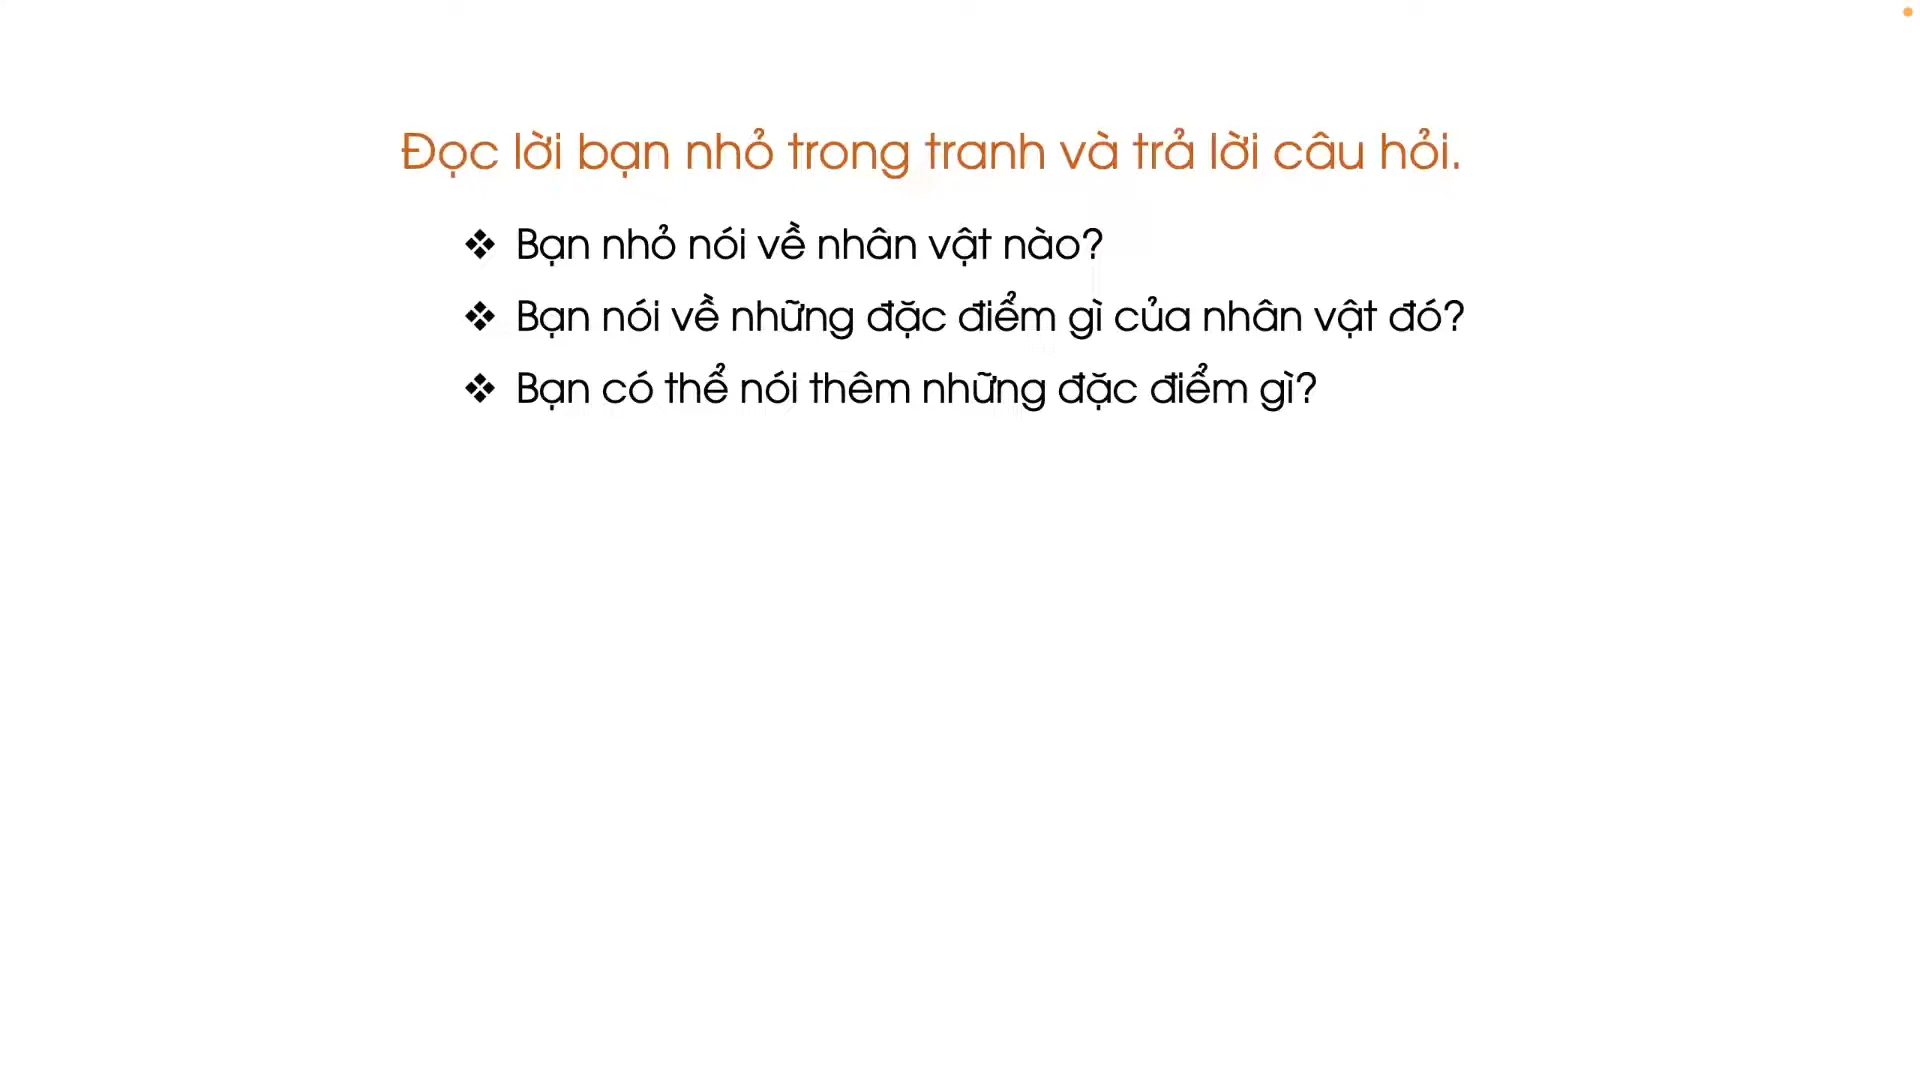 Đọc lời bạn nhỏ trong tranh và trả lời câu hỏi.
❖ Bạn nhỏ nói về nhân vật nào?
❖ Bạn nói về những đặc điểm gì của nhân vật đó?
❖ Bạn có thể nói thêm những đặc điểm gì?